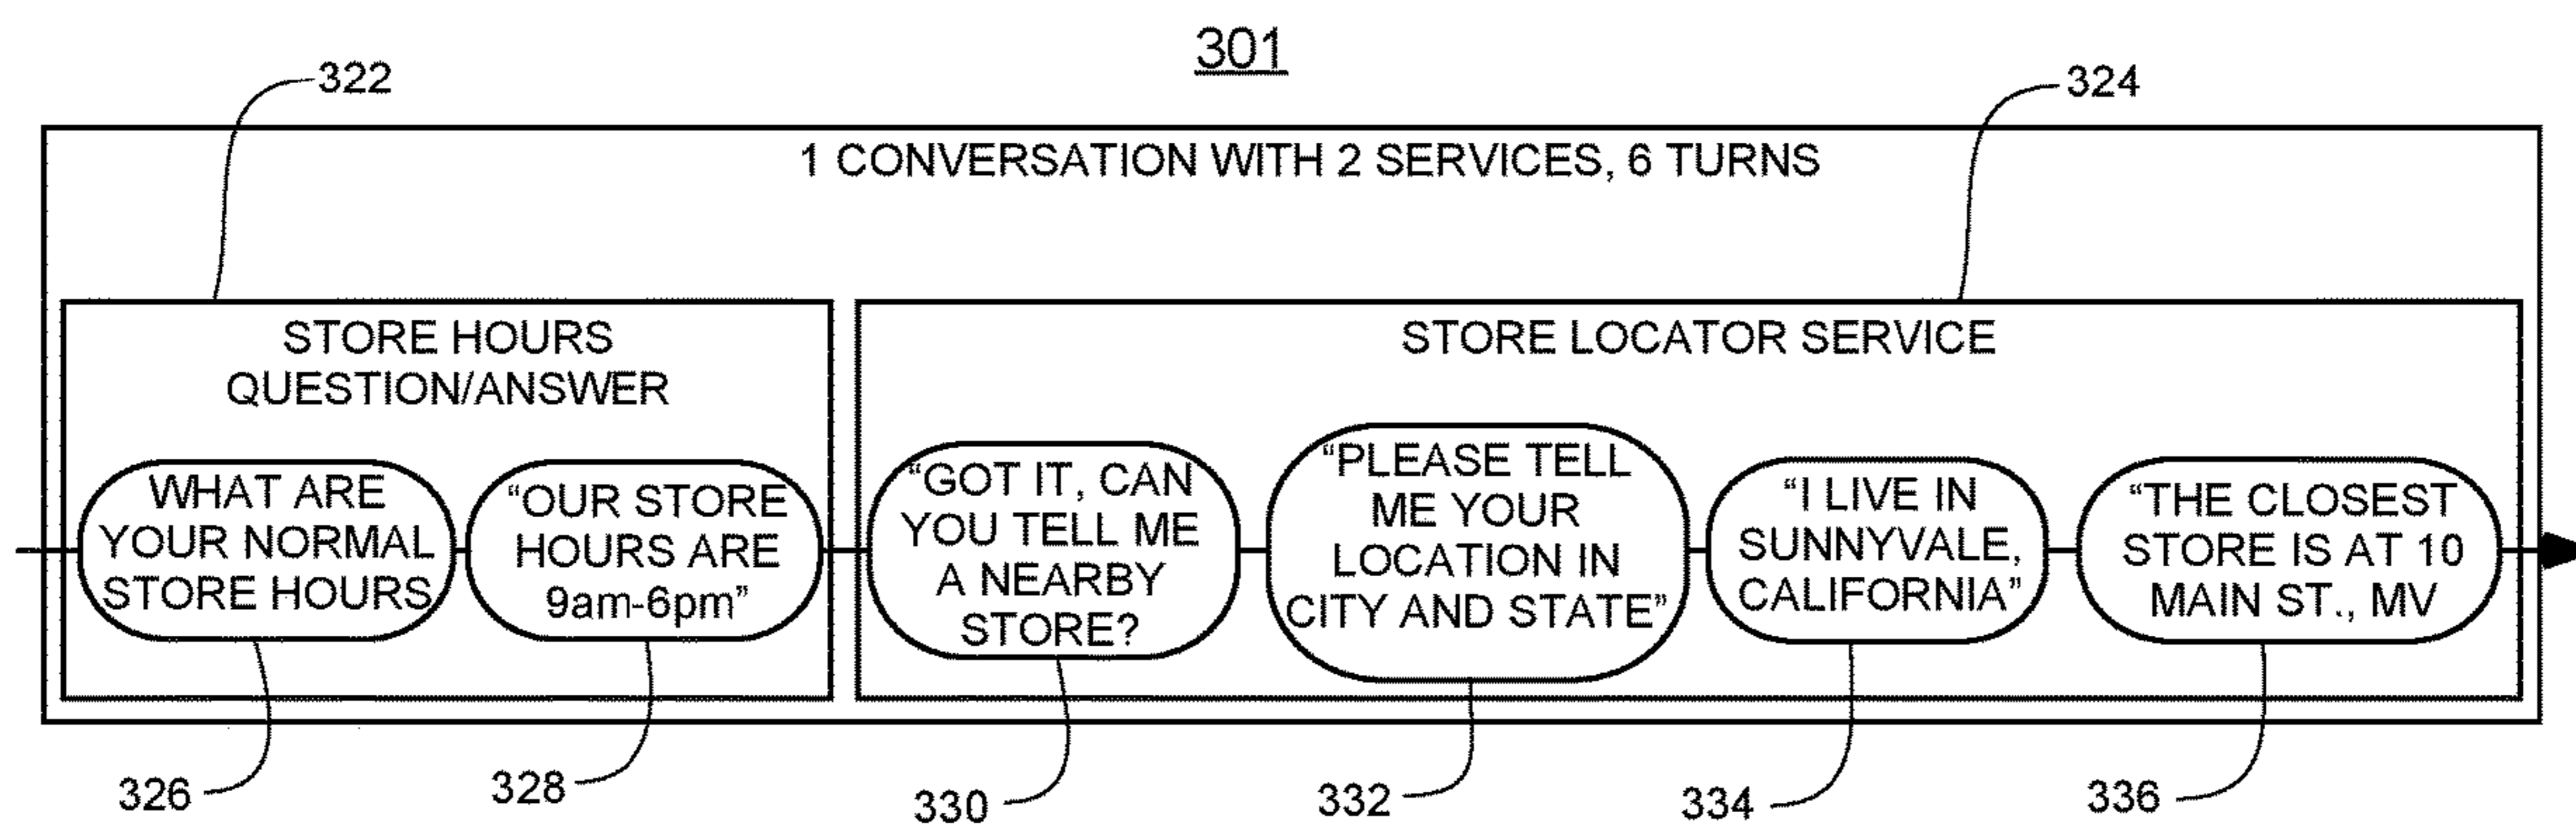 301
322
324
1 CONVERSATION WITH 2 SERVICES, 6 TURNS
STORE HOURS
QUESTION/ANSWER
STORE LOCATOR SERVICE
WHAT ARE
YOUR NORMAL
STORE HOURS
“OUR STORE
HOURS ARE
9am-6pm”
“GOT IT, CAN
YOU TELL ME
A NEARBY
STORE?
“PLEASE TELL
ME YOUR
LOCATION IN
CITY AND STATE”
“I LIVE IN
SUNNYVALE,
CALIFORNIA”
“THE CLOSEST
STORE IS AT 10
MAIN ST., MV
326
328
330
332
334
336